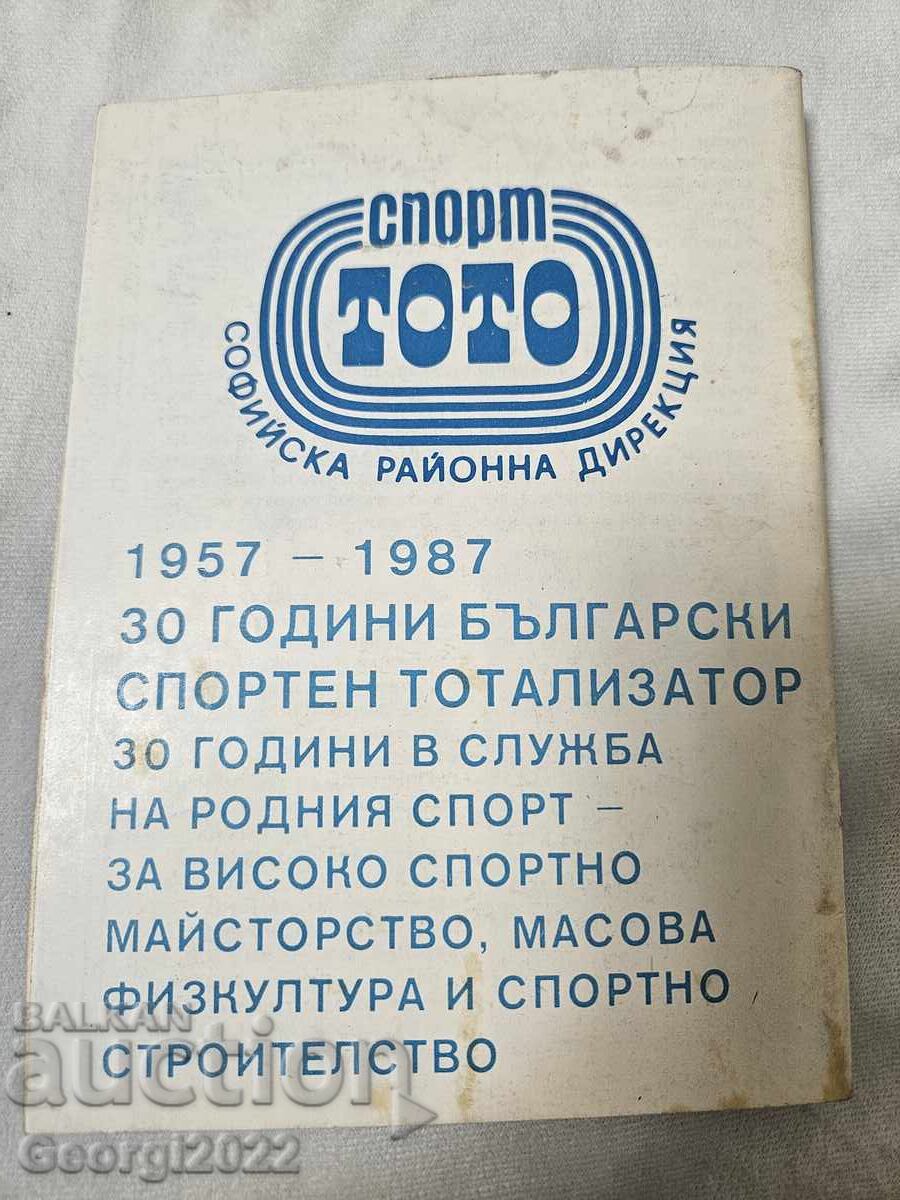 спорт
ТОТО
СОФИЙСКА РАЙОННА ДИРЕКЦИЯ
1957 – 1987
30 ГОДИНИ БЪЛГАРСКИ
СПОРТЕН ТОТАЛИЗАТОР
30 ГОДИНИ В СЛУЖБА
НА РОДНИЯ СПОРТ –
ЗА ВИСОКО СПОРТНО
МАЙСТОРСТВО, МАСОВА
ФИЗКУЛТУРА И СПОРТНО
СТРОИТЕЛСТВО
BALKAN
auction
Georgi2022